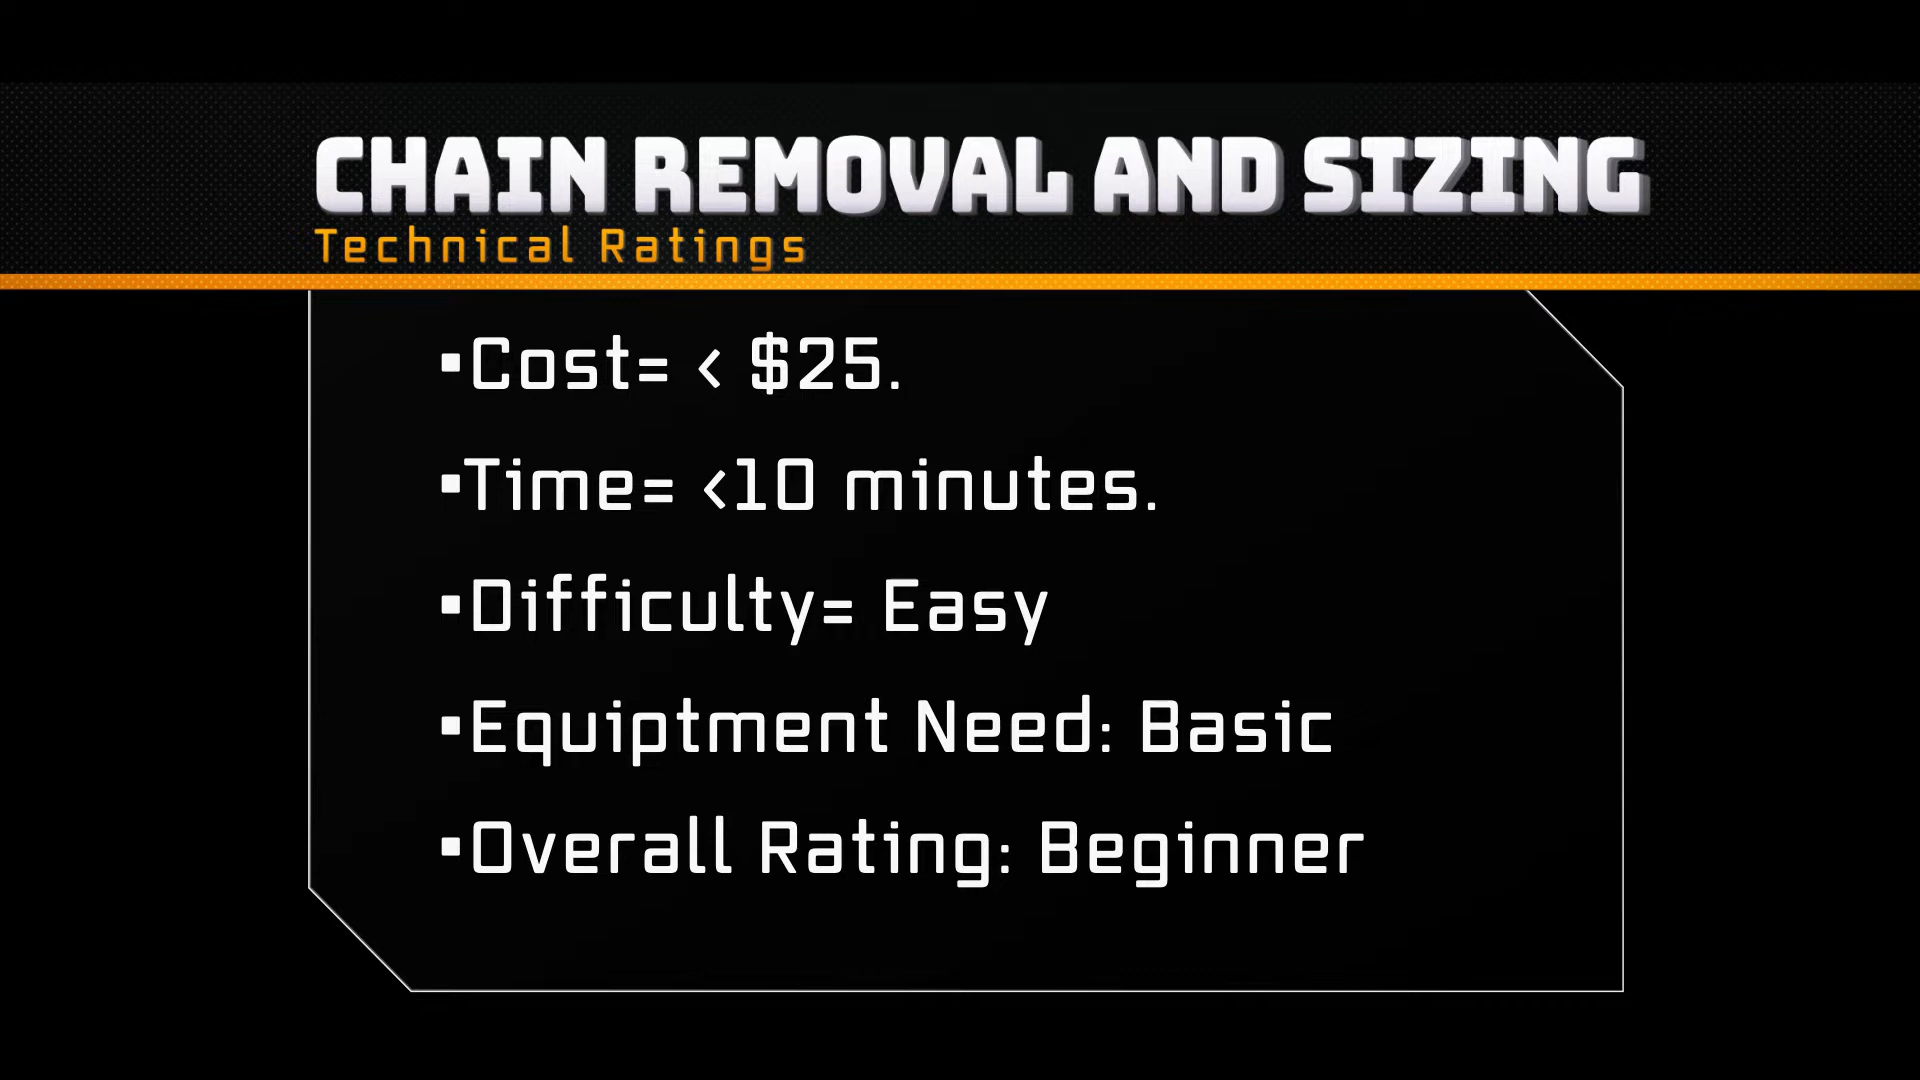 CHAIN REMOVAL AND SIZING
Technical Ratings
▪Cost= < $25.
▪Time= <10 minutes.
▪Difficulty= Easy
▪Equiptment Need: Basic
▪Overall Rating: Beginner